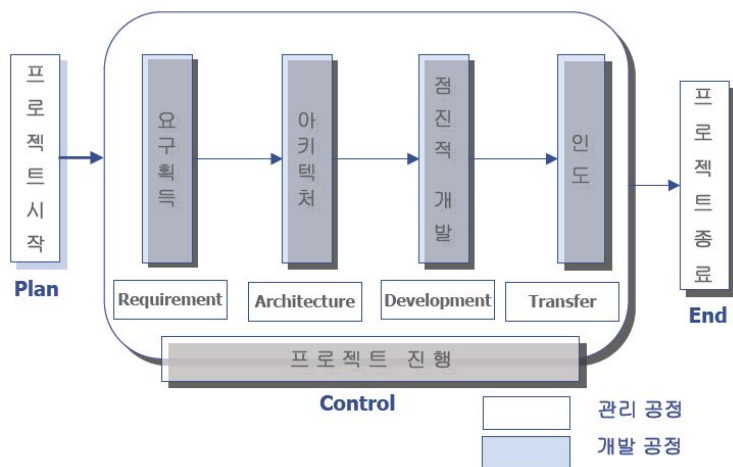 프로젝트시작
Plan
요구획득
Requirement
아키텍처
Architecture
점진적 개발
Development
인도
Transfer
프로젝트 진행
Control
프로젝트종료
End
관리 공정
개발 공정